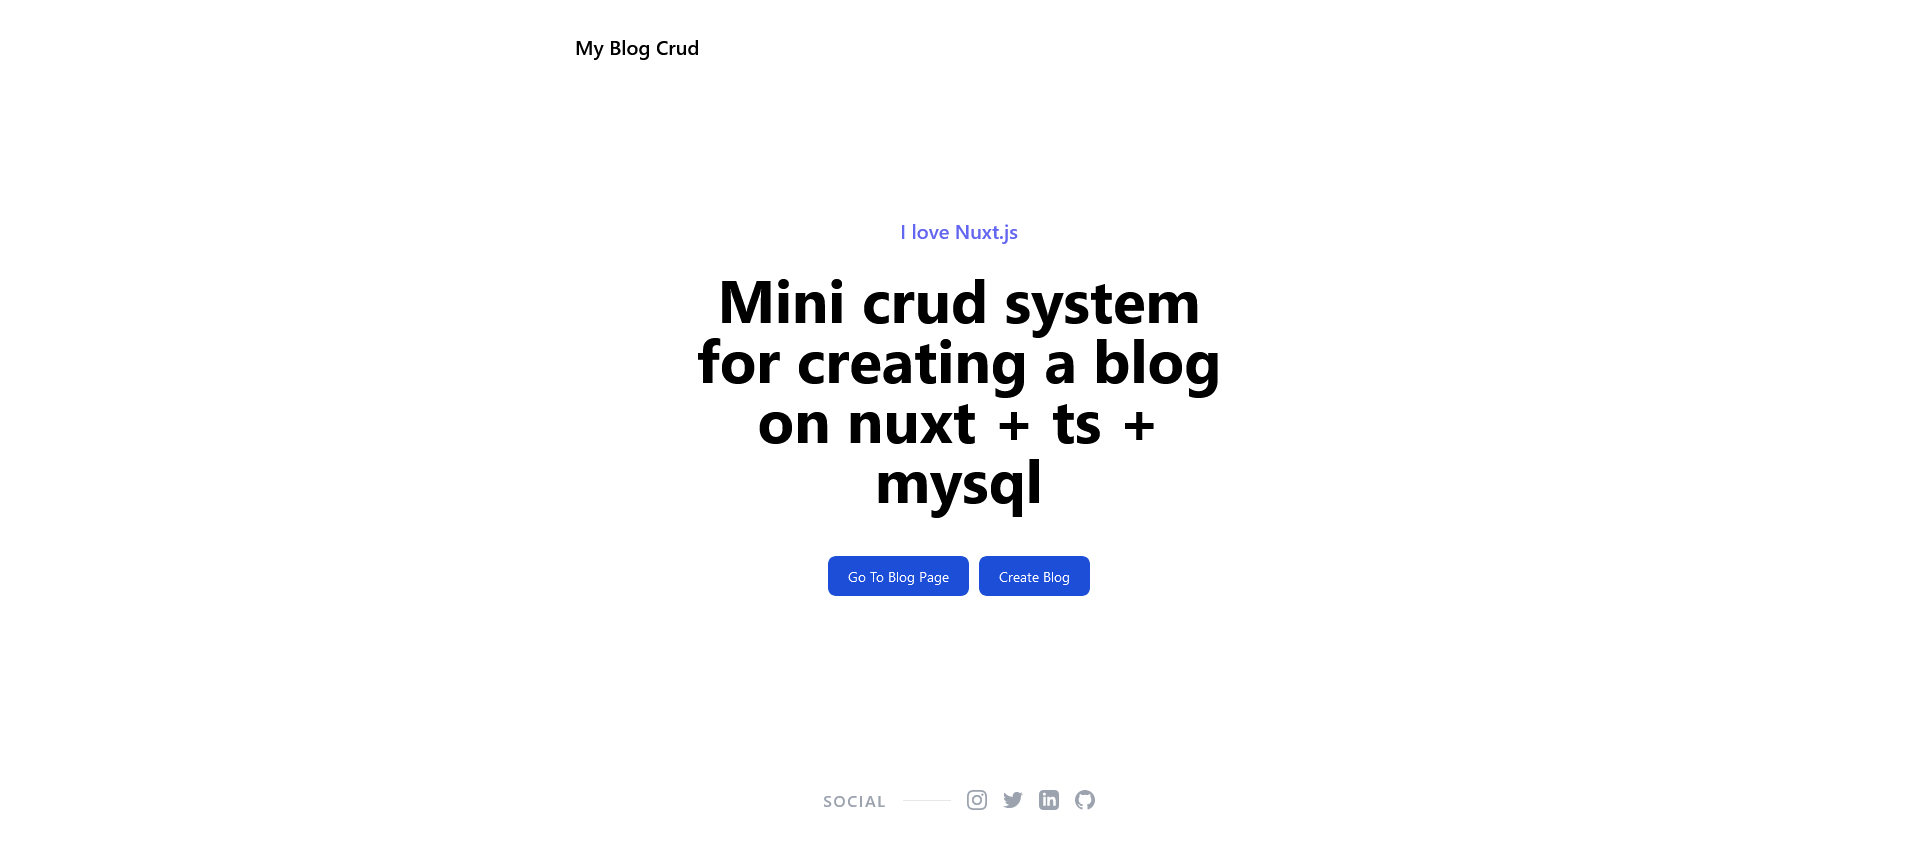 My Blog Crud
I love Nuxt.js
Mini crud system
for creating a blog
on nuxt + ts +
mysql
Go To Blog Page
Create Blog
SOCIAL